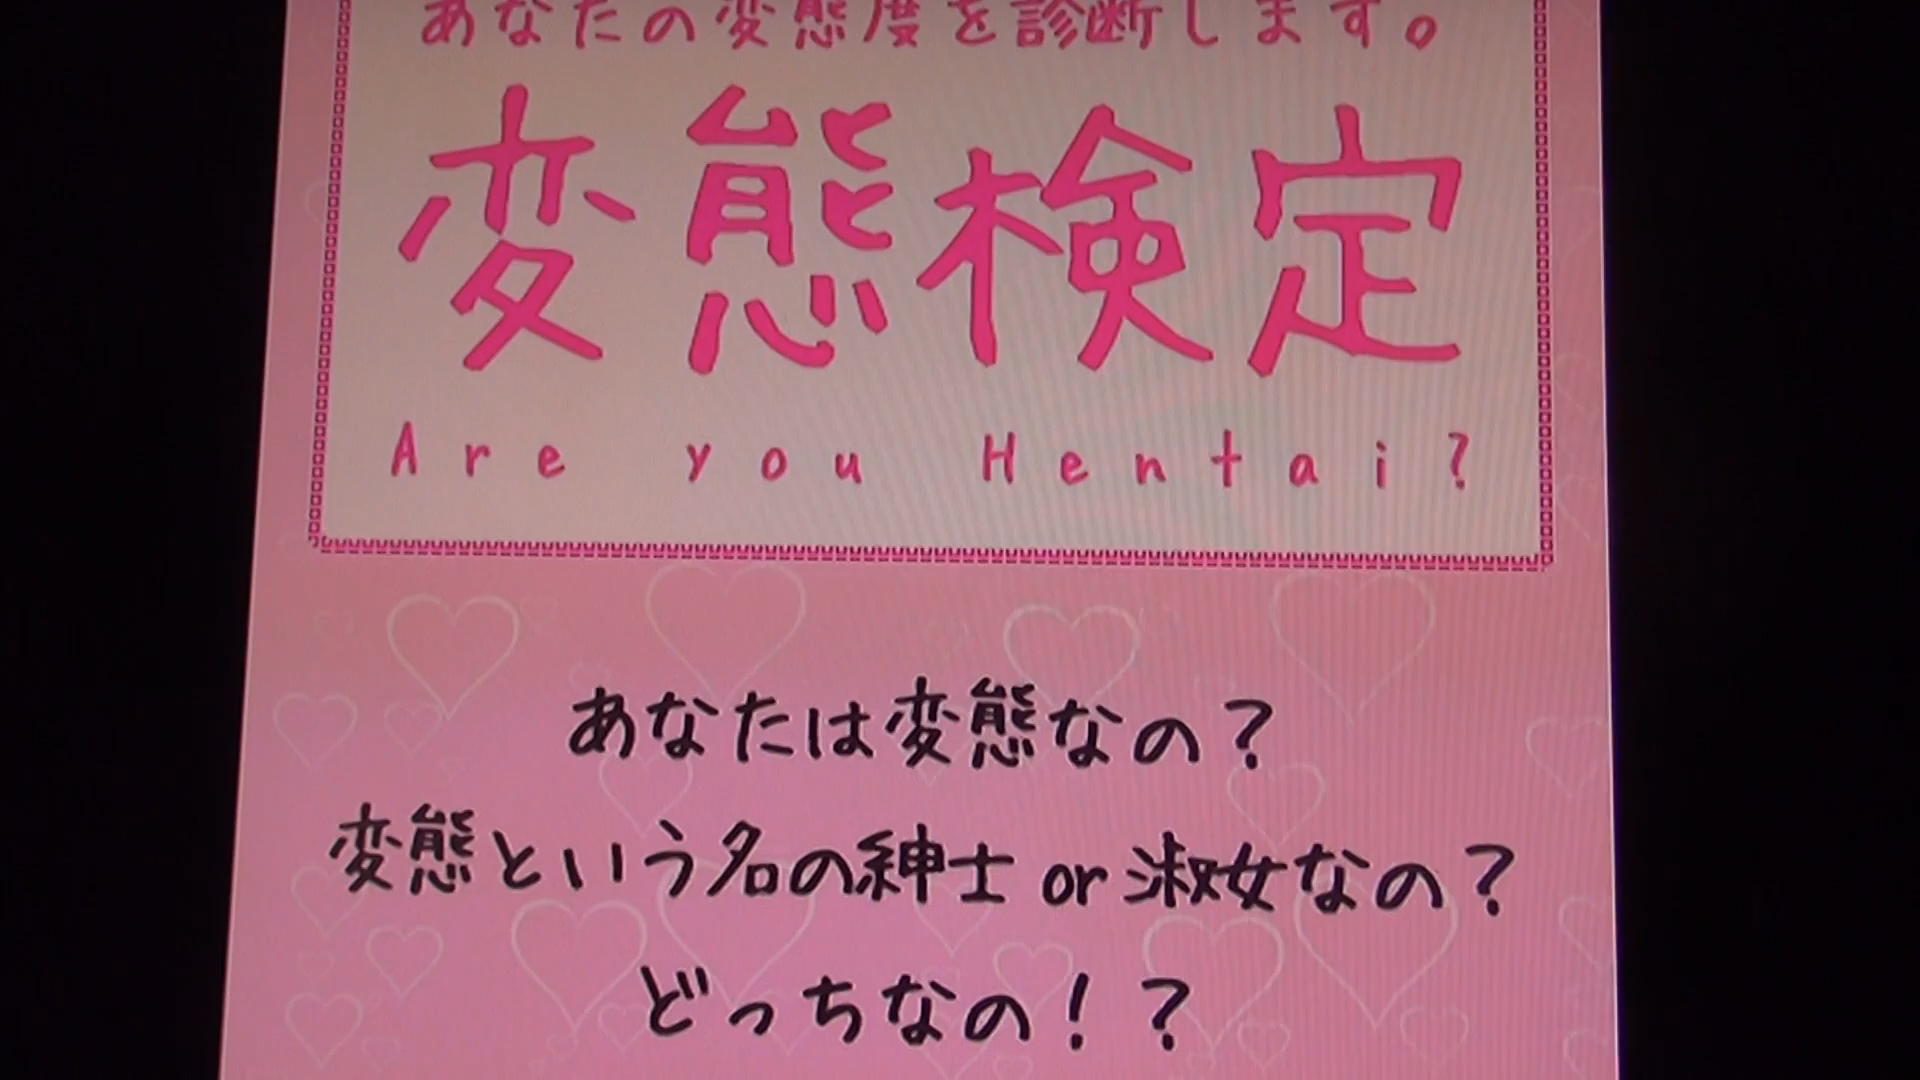 あなたの変態度を診断します。
変態検定
Are you Hentai?
あなたは変態なの？
変態という名の紳士or淑女なの？
どっちなの！？